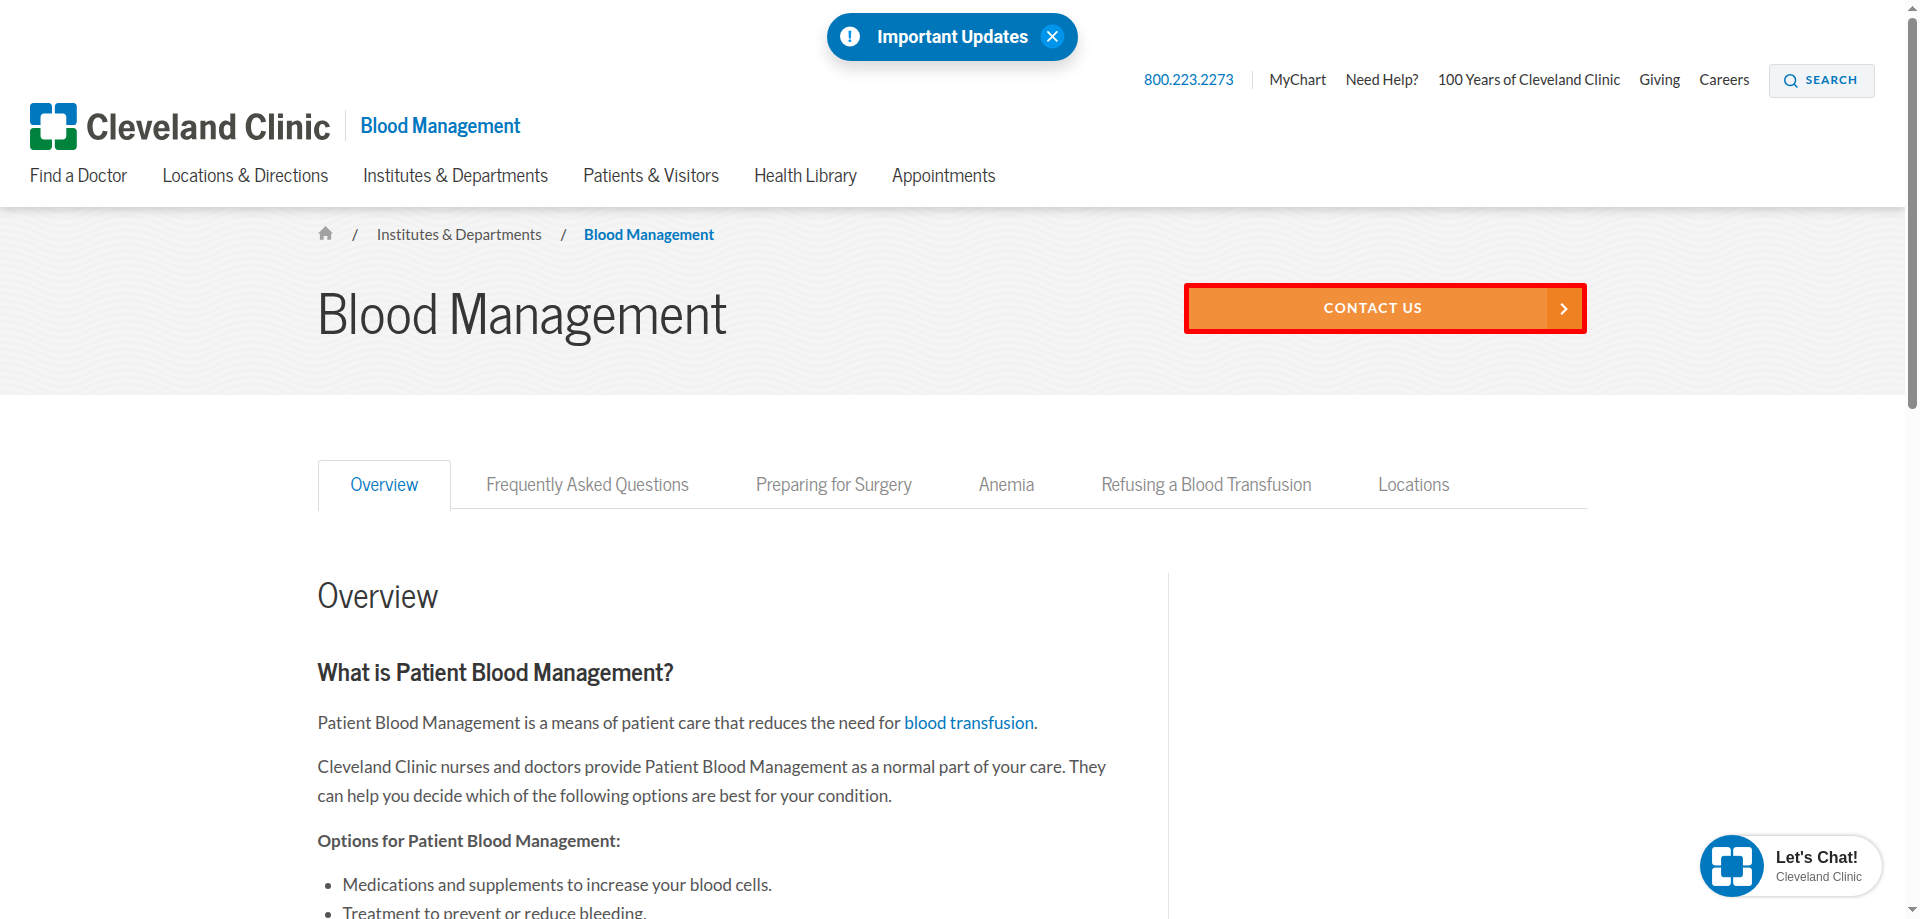 Important Updates
800.223.2273 MyChart Need Help? 100 Years of Cleveland Clinic Giving Careers SEARCH
Cleveland Clinic Blood Management
Find a Doctor Locations & Directions Institutes & Departments Patients & Visitors Health Library Appointments
/ Institutes & Departments / Blood Management
Blood Management
CONTACT US
Overview Frequently Asked Questions Preparing for Surgery Anemia Refusing a Blood Transfusion Locations
Overview
What is Patient Blood Management?
Patient Blood Management is a means of patient care that reduces the need for blood transfusion.
Cleveland Clinic nurses and doctors provide Patient Blood Management as a normal part of your care. They
can help you decide which of the following options are best for your condition.
Options for Patient Blood Management:
• Medications and supplements to increase your blood cells.
• Treatment to prevent or reduce bleeding.
Let's Chat!
Cleveland Clinic